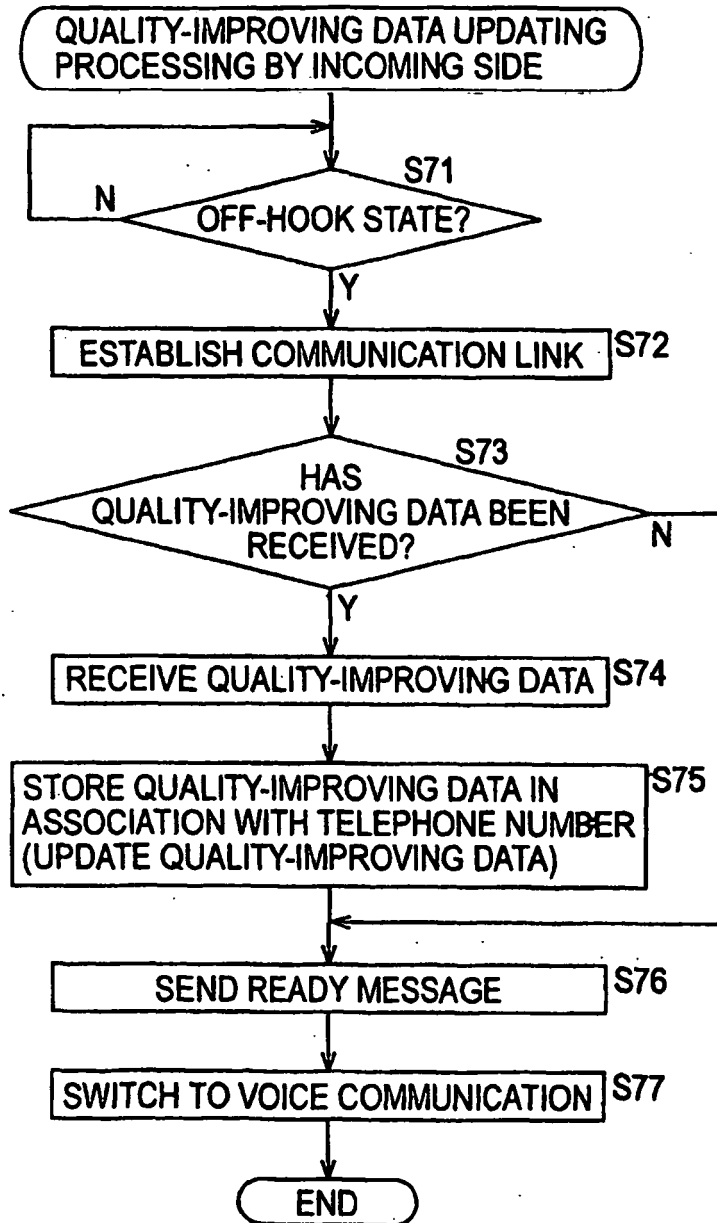 QUALITY-IMPROVING DATA UPDATING
PROCESSING BY INCOMING SIDE
S71
N
OFF-HOOK STATE?
Y
ESTABLISH COMMUNICATION LINK
S72
S73
HAS
QUALITY-IMPROVING DATA BEEN
RECEIVED?
N
Y
RECEIVE QUALITY-IMPROVING DATA
S74
STORE QUALITY-IMPROVING DATA IN
ASSOCIATION WITH TELEPHONE NUMBER
(UPDATE QUALITY-IMPROVING DATA)
S75
SEND READY MESSAGE
S76
SWITCH TO VOICE COMMUNICATION
S77
END